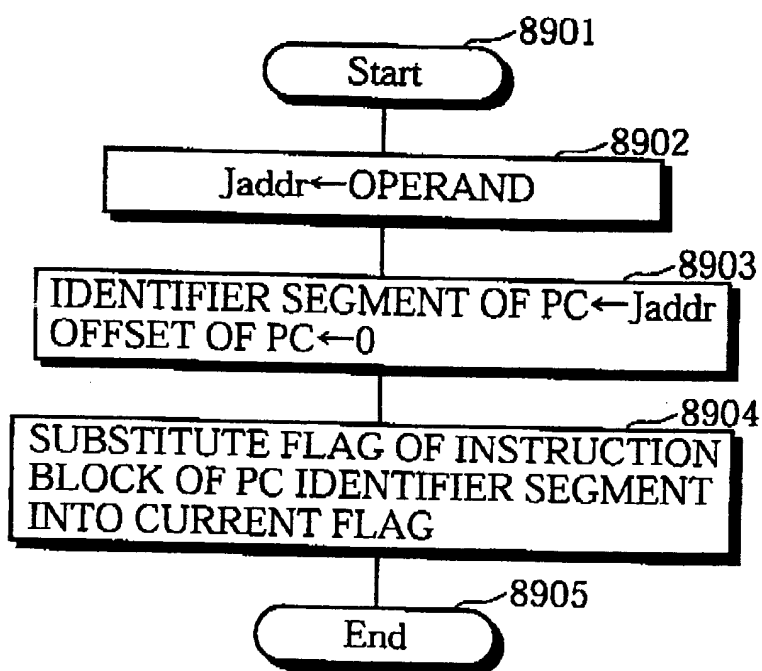 8901
Start
8902
Jaddr←OPERAND
8903
IDENTIFIER SEGMENT OF PC←Jaddr
OFFSET OF PC←0
8904
SUBSTITUTE FLAG OF INSTRUCTION
BLOCK OF PC IDENTIFIER SEGMENT
INTO CURRENT FLAG
8905
End